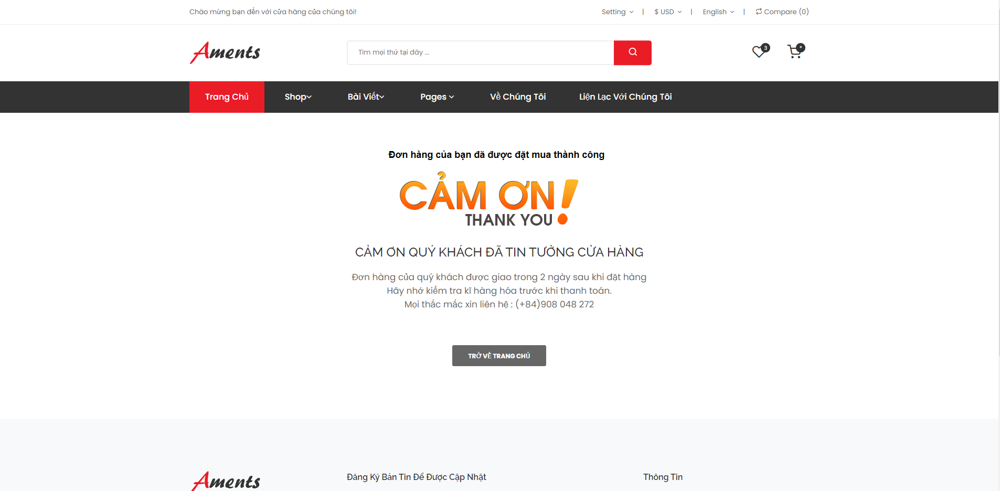 Chào mừng bạn đến với cửa hàng của chúng tôi!
Setting | $ USD | English | Compare (0)
Aments
Tìm mọi thứ tại đây ...
3
*
Trang Chủ Shop Bài Viết Pages Về Chúng Tôi Liện Lạc Với Chúng Tôi
Đơn hàng của bạn đã được đặt mua thành công
CẢM ƠN!
THANK YOU
CẢM ƠN QUÝ KHÁCH ĐÃ TIN TƯỞNG CỬA HÀNG
Đơn hàng của quý khách được giao trong 2 ngày sau khi đặt hàng
Hãy nhớ kiểm tra kĩ hàng hóa trước khi thanh toán.
Mọi thắc mắc xin liên hệ : (+84)908 048 272
TRỞ VỀ TRANG CHỦ
Aments
Đăng Ký Bản Tin Để Được Cập Nhật
Thông Tin